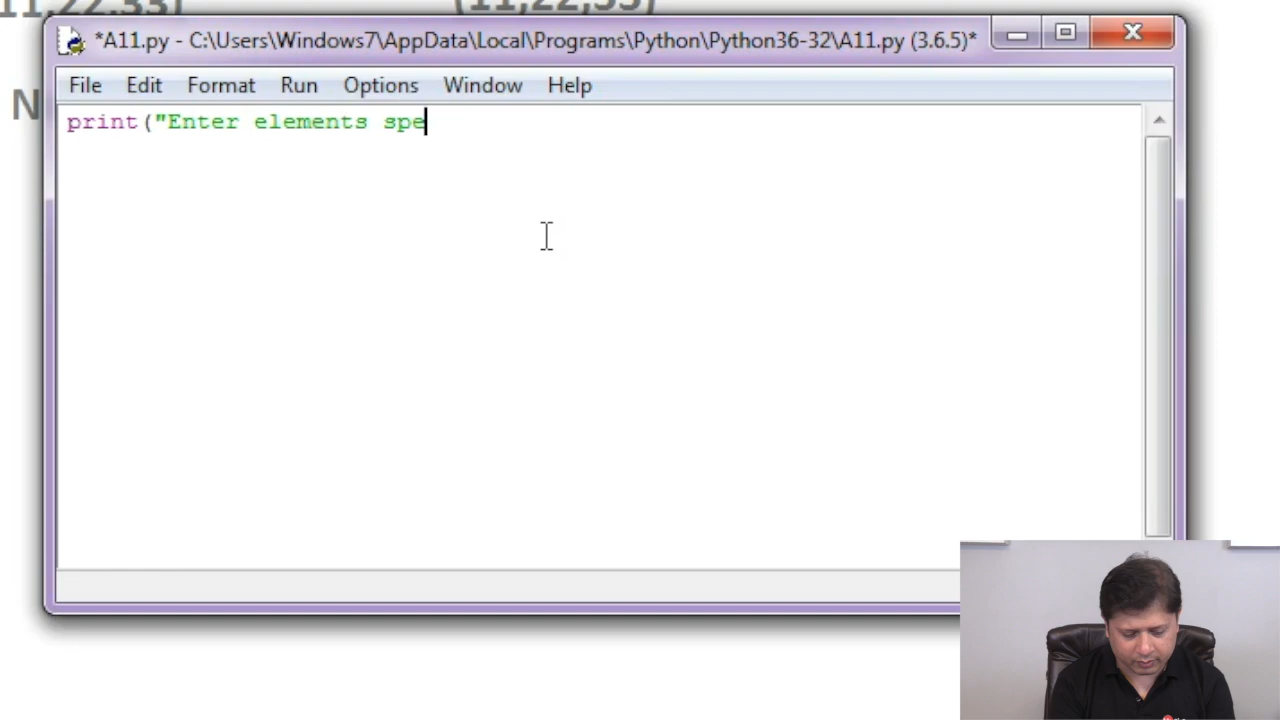 *A11.py - C:\Users\Windows7\AppData\Local\Programs\Python\Python36-32\A11.py (3.6.5)*
File Edit Format Run Options Window Help
print("Enter elements spe